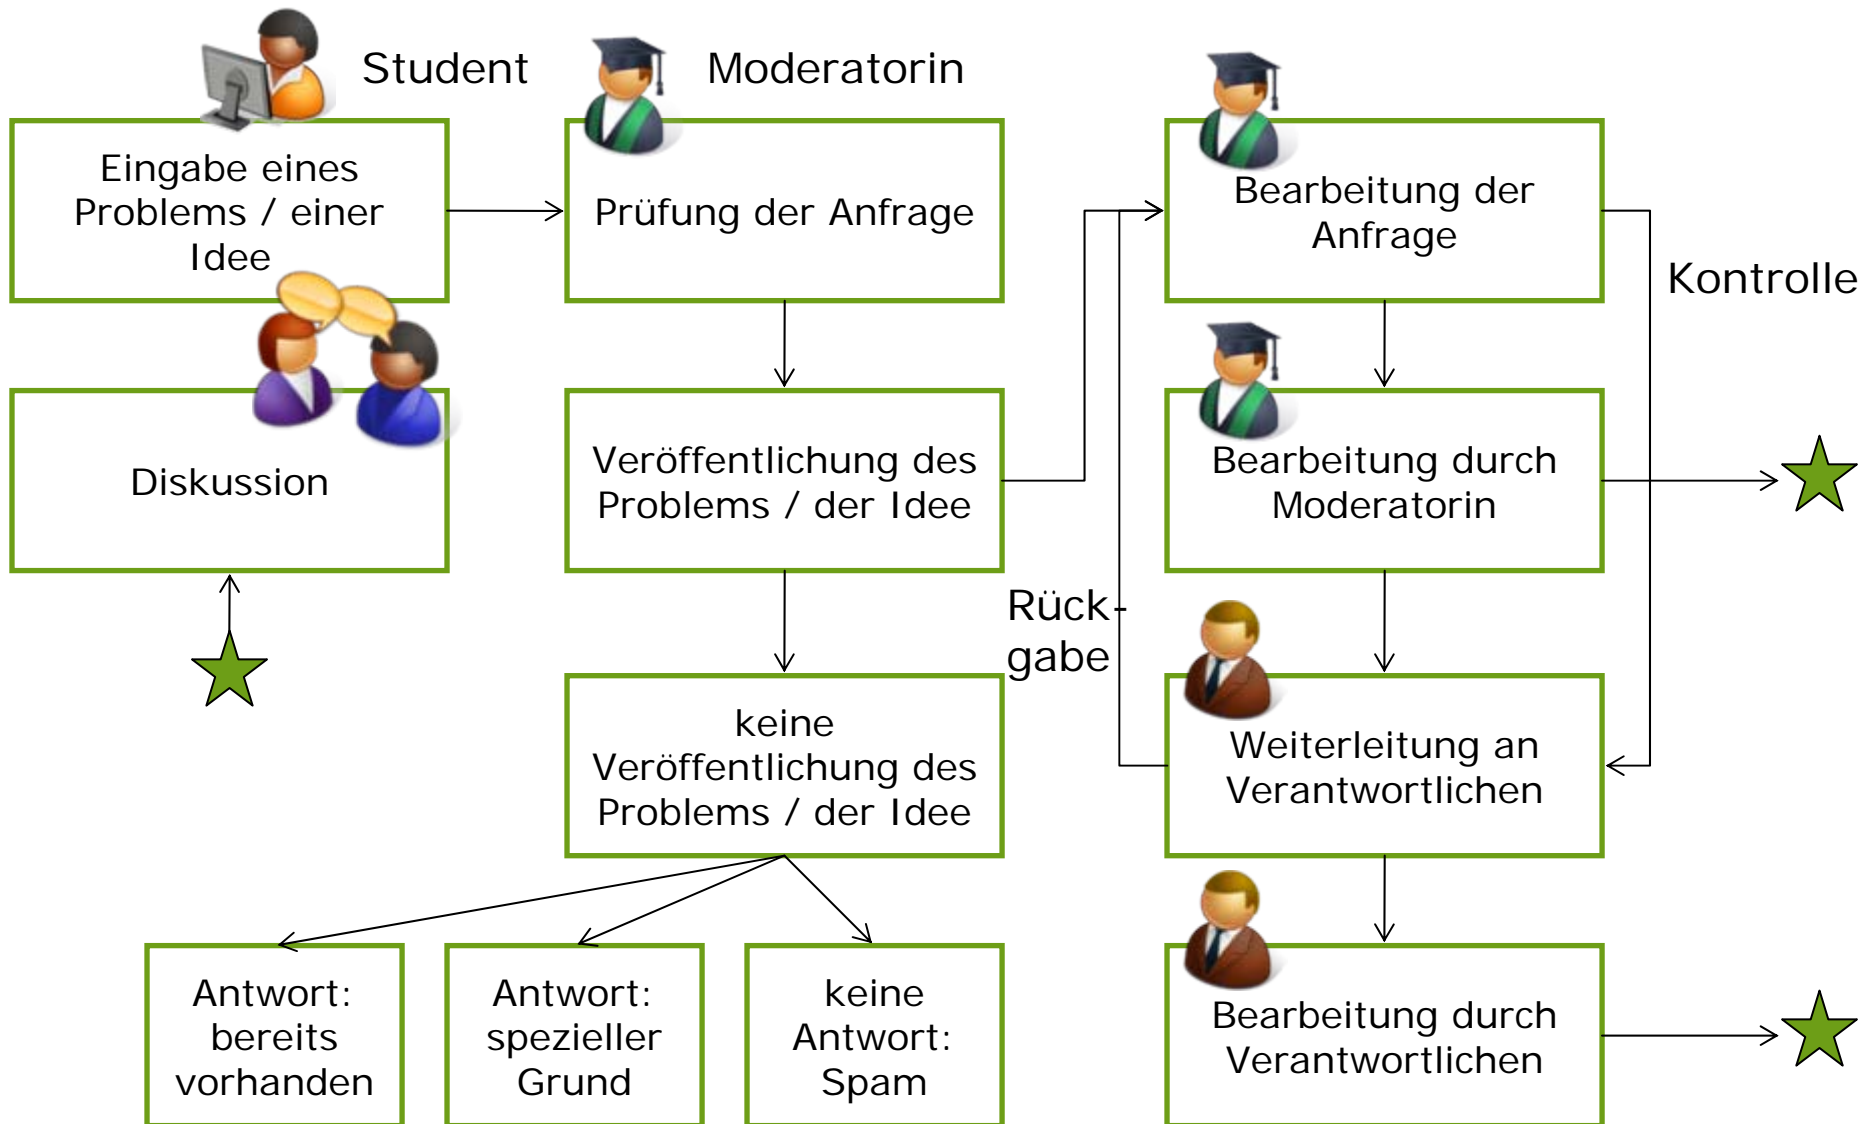 Student
Moderatorin
Eingabe eines
Problems / einer
Idee
Prüfung der Anfrage
Bearbeitung der
Anfrage
Kontrolle
Diskussion
Veröffentlichung des
Problems / der Idee
Bearbeitung durch
Moderatorin
Rück-
gabe
keine
Veröffentlichung des
Problems / der Idee
Weiterleitung an
Verantwortlichen
Antwort:
bereits
vorhanden
Antwort:
spezieller
Grund
keine
Antwort:
Spam
Bearbeitung durch
Verantwortlichen